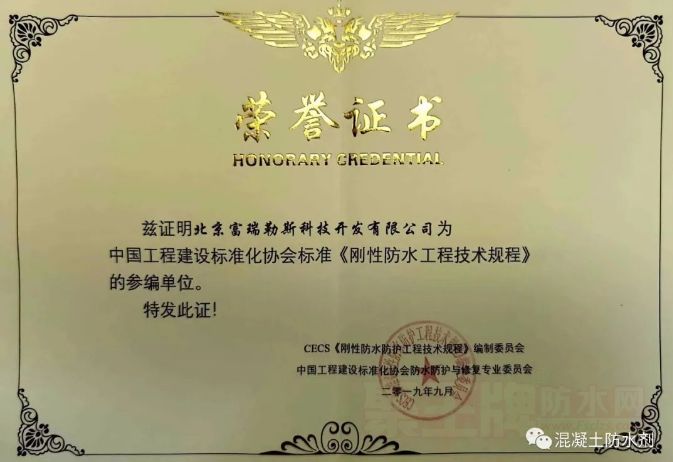 荣誉证书
HONORARY CREDENTIAL
兹证明北京富瑞勒斯科技开发有限公司为
中国工程建设标准化协会标准《刚性防水工程技术规程》
的参编单位。
特发此证!
CECS《刚性防水防护工程技术规程》编制委员会
中国工程建设标准化协会防水防护与修复专业委员会
二〇一九年九月
防水网
混凝土防水剂